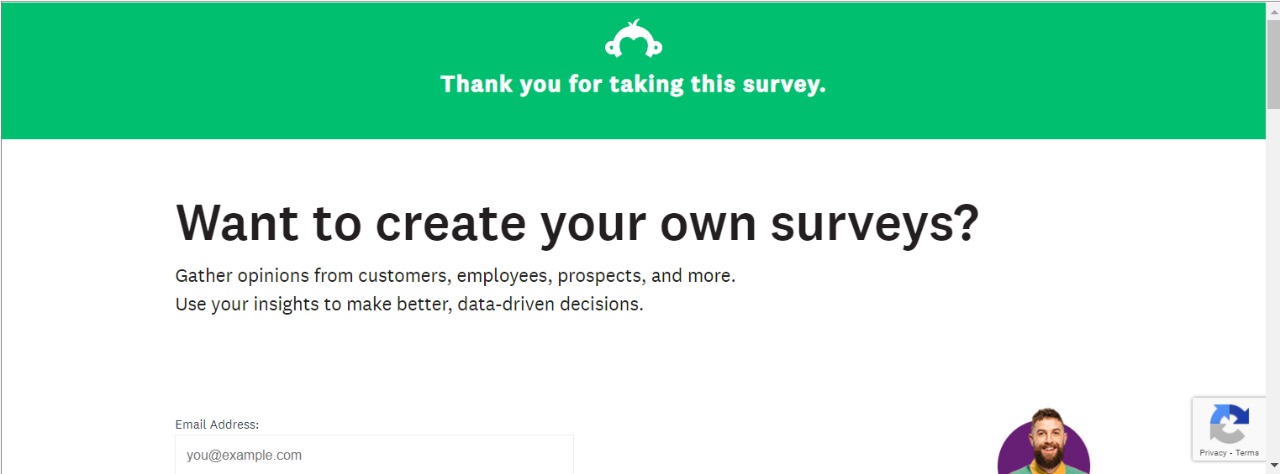 Thank you for taking this survey.
Want to create your own surveys?
Gather opinions from customers, employees, prospects, and more.
Use your insights to make better, data-driven decisions.
Email Address:
you@example.com
Privacy - Terms